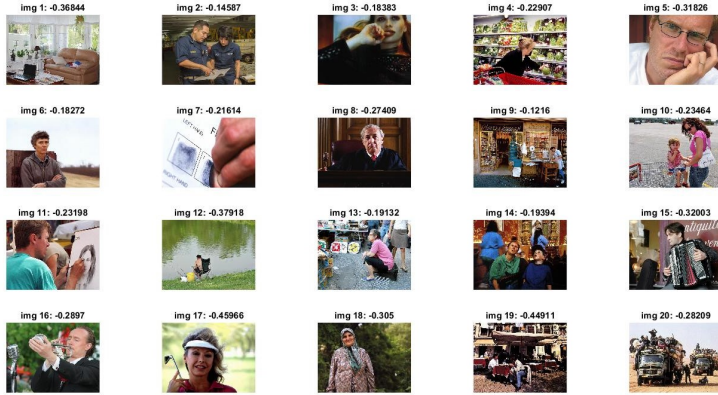 img 1: -0.36844
img 2: -0.14587
img 3: -0.18383
img 4: -0.22907
img 5: -0.31826
img 6: -0.18272
img 7: -0.21614
img 8: -0.27409
img 9: -0.1216
img 10: -0.23464
LEFT HAND
F
RIGHT HAND
img 11: -0.23198
img 12: -0.37918
img 13: -0.19132
img 14: -0.19394
img 15: -0.32003
img 16: -0.2897
img 17: -0.45966
img 18: -0.305
img 19: -0.44911
img 20: -0.28209